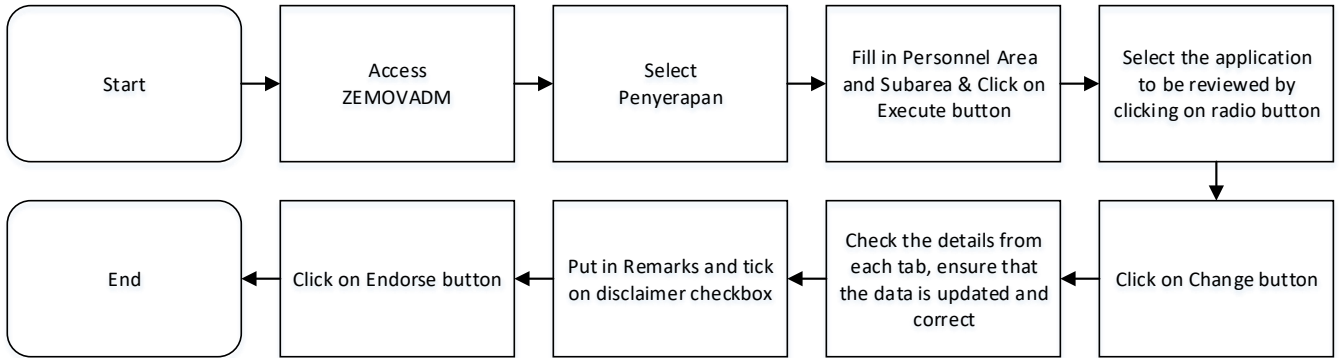 Start
Access
ZEMOVADM
Select
Penyerapan
Fill in Personnel Area
and Subarea & Click on
Execute button
Select the application
to be reviewed by
clicking on radio button
Click on Change button
Check the details from
each tab, ensure that
the data is updated and
correct
Put in Remarks and tick
on disclaimer checkbox
Click on Endorse button
End